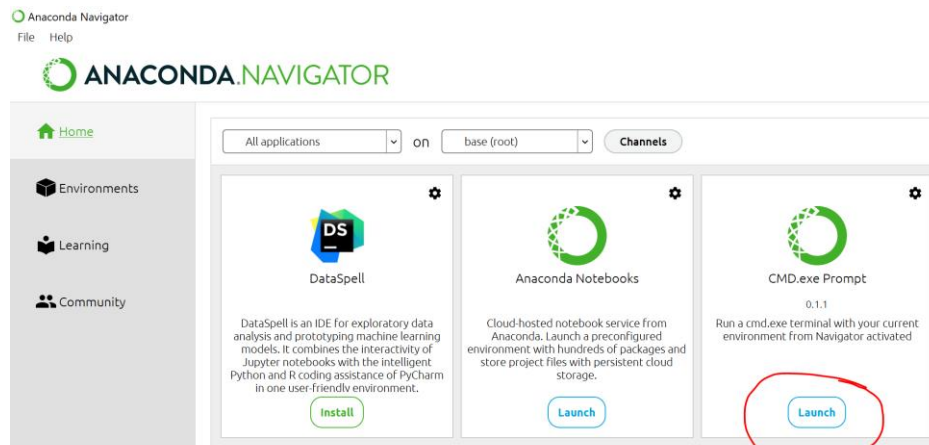 Anaconda Navigator
File Help
ANACONDA.NAVIGATOR
Home
All applications on base (root) Channels
Environments
Learning
Community
DS
DataSpell
DataSpell is an IDE for exploratory data
analysis and prototyping machine learning
models. It combines the interactivity of
Jupyter notebooks with the intelligent
Python and R coding assistance of PyCharm
in one user-friendly environment.
Install
Anaconda Notebooks
Cloud-hosted notebook service from
Anaconda. Launch a preconfigured
environment with hundreds of packages and
store project files with persistent cloud
storage.
Launch
CMD.exe Prompt
0.1.1
Run a cmd.exe terminal with your current
environment from Navigator activated
Launch